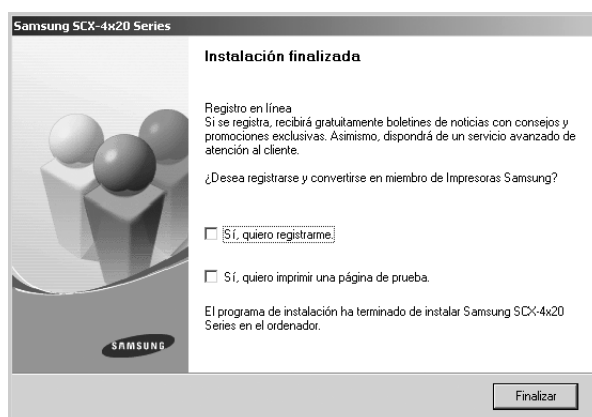 Samsung SCX-4x20 Series
Instalación finalizada
Registro en línea
Si se registra, recibirá gratuitamente boletines de noticias con consejos y
promociones exclusivas. Asimismo, dispondrá de un servicio avanzado de
atención al cliente.
¿Desea registrarse y convertirse en miembro de Impresoras Samsung?
Sí, quiero registrarme.
Sí, quiero imprimir una página de prueba.
El programa de instalación ha terminado de instalar Samsung SCX-4x20
Series en el ordenador.
SAMSUNG
Finalizar